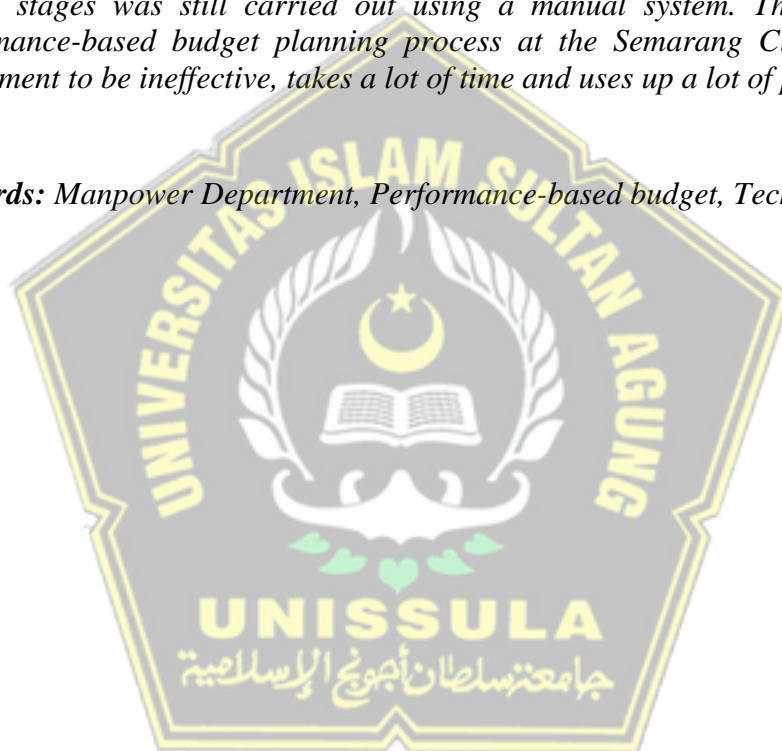 stages was still carried out using a manual system. Th
mance-based budget planning process at the Semarang C
ment to be ineffective, takes a lot of time and uses up a lot of
rds: Manpower Department, Performance-based budget, Tec
UNIVERSITAS ISLAM SULTAN AGUNG
UNISSULA
جامعة سلطان أجونج الإسلامية